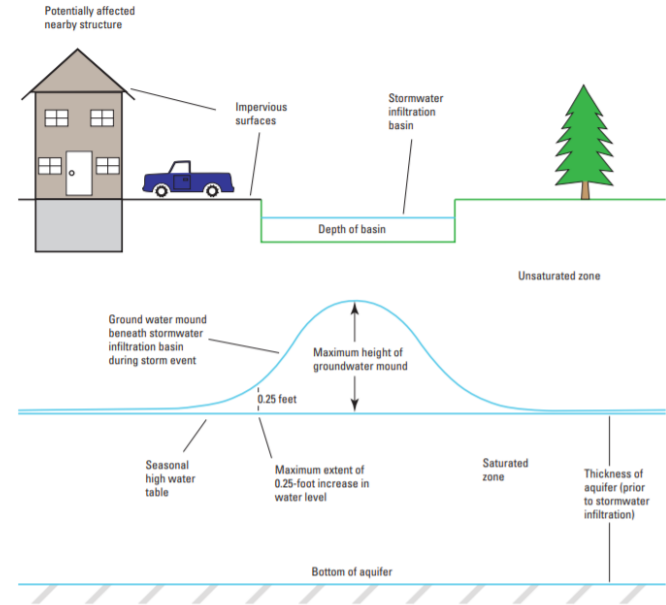 Potentially affected
nearby structure
Impervious
surfaces
Stormwater
infiltration
basin
Depth of basin
Unsaturated zone
Ground water mound
beneath stormwater
infiltration basin
during storm event
Maximum height of
groundwater mound
0.25 feet
Seasonal
high water
table
Maximum extent of
0.25-foot increase in
water level
Saturated
zone
Thickness of
aquifer (prior
to stormwater
infiltration)
Bottom of aquifer